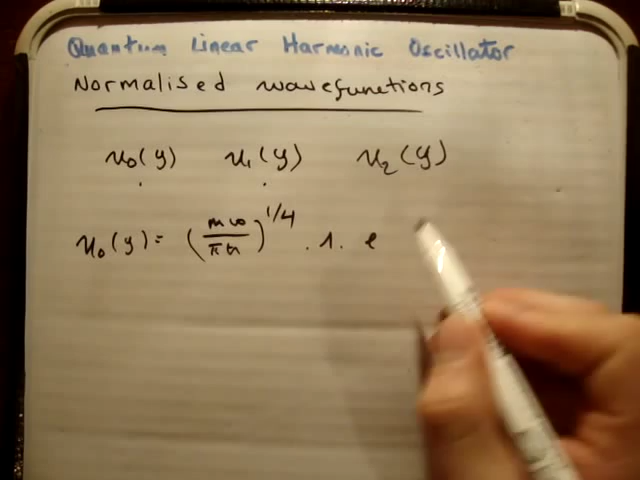 Quantum Linear Harmonic Oscillator
Normalised wavefunctions
u₀(y) u₁(y) u₂(y)
u₀(y) = (mω/πħ)^1/4 . 1. e